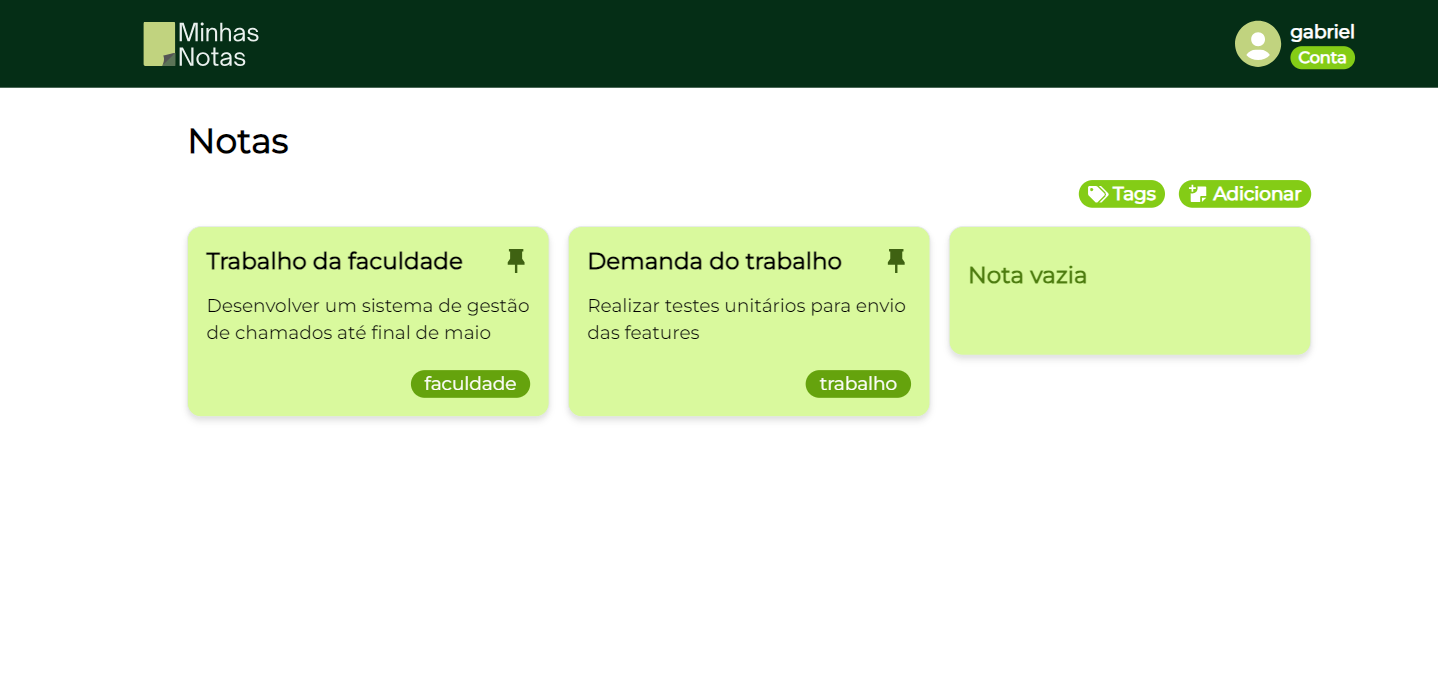 Minhas
Notas
gabriel
Conta
Notas
Tags
Adicionar
Trabalho da faculdade
Desenvolver um sistema de gestão
de chamados até final de maio
faculdade
Demanda do trabalho
Realizar testes unitários para envio
das features
trabalho
Nota vazia